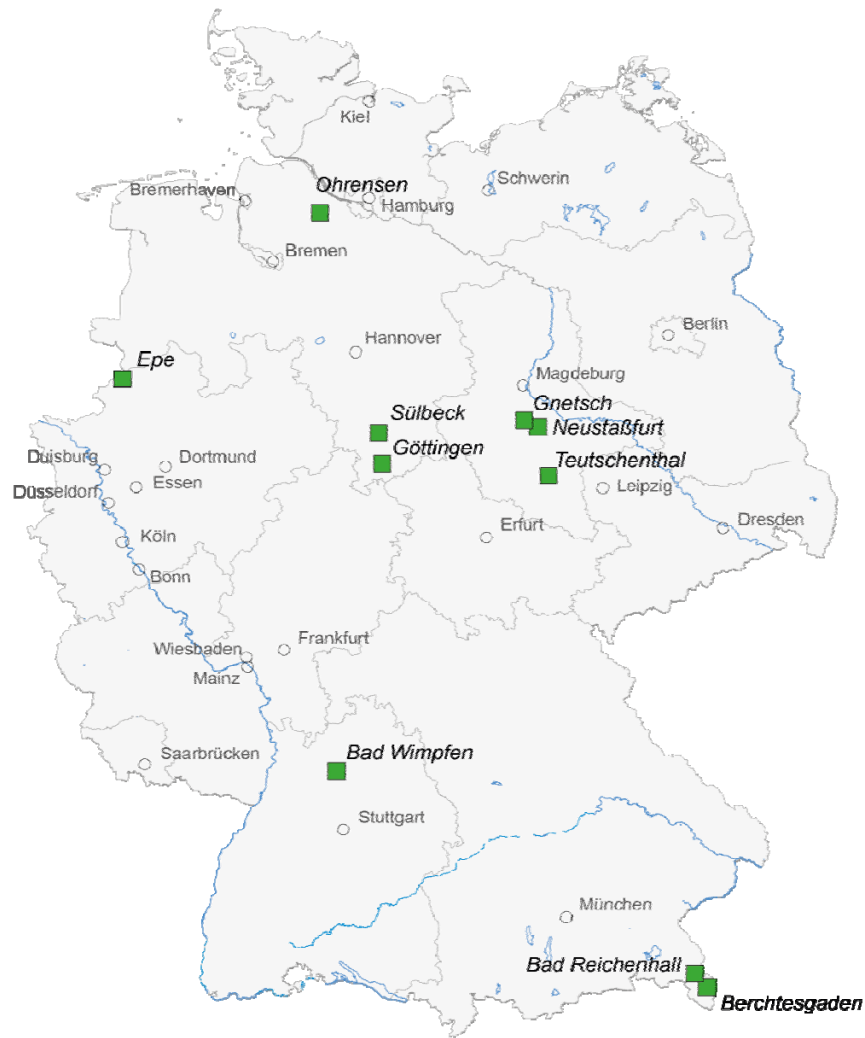 Kiel
Schwerin
Ohrensen
Bremerhaven
Hamburg
Bremen
Berlin
Hannover
Epe
Magdeburg
Gnetsch
Sülbeck
Neustaßfurt
Göttingen
Duisburg
Dortmund
Teutschenthal
Essen
Leipzig
Düsseldorf
Erfurt
Dresden
Köln
Bonn
Frankfurt
Wiesbaden
Mainz
Bad Wimpfen
Saarbrücken
Stuttgart
München
Bad Reichenhall
Berchtesgaden